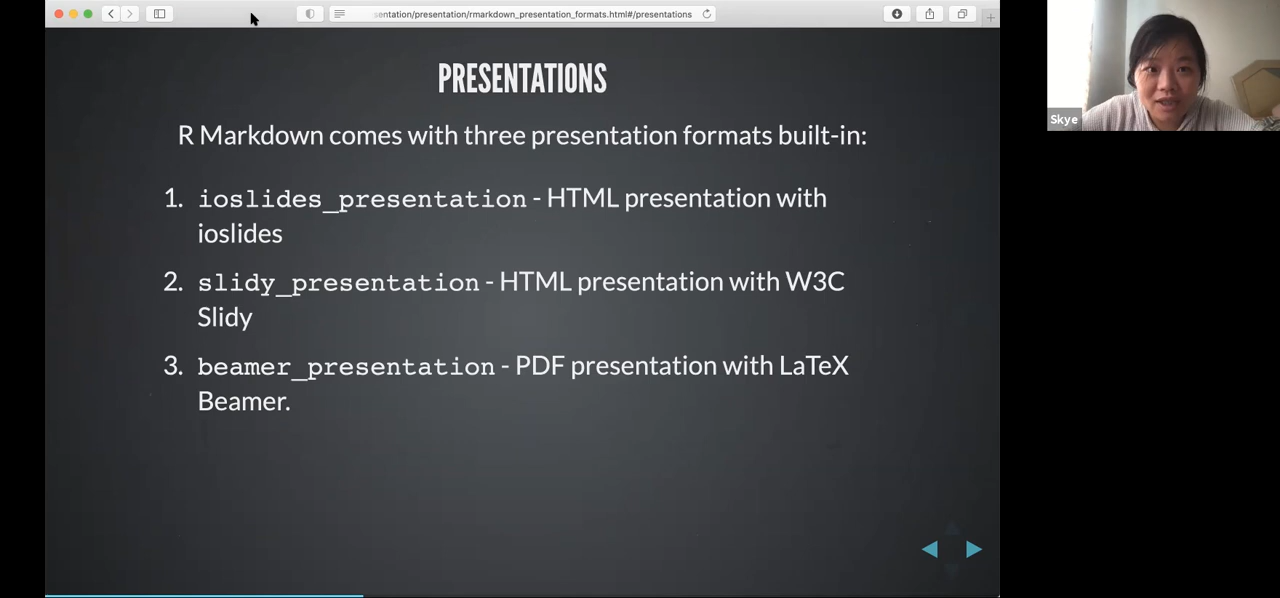 sentation/presentation/rmarkdown_presentation_formats.html#/presentations
PRESENTATIONS
R Markdown comes with three presentation formats built-in:
1. ioslides_presentation - HTML presentation with
ioslides
2. slidy_presentation - HTML presentation with W3C
Slidy
3. beamer_presentation - PDF presentation with LaTeX
Beamer.
Skye